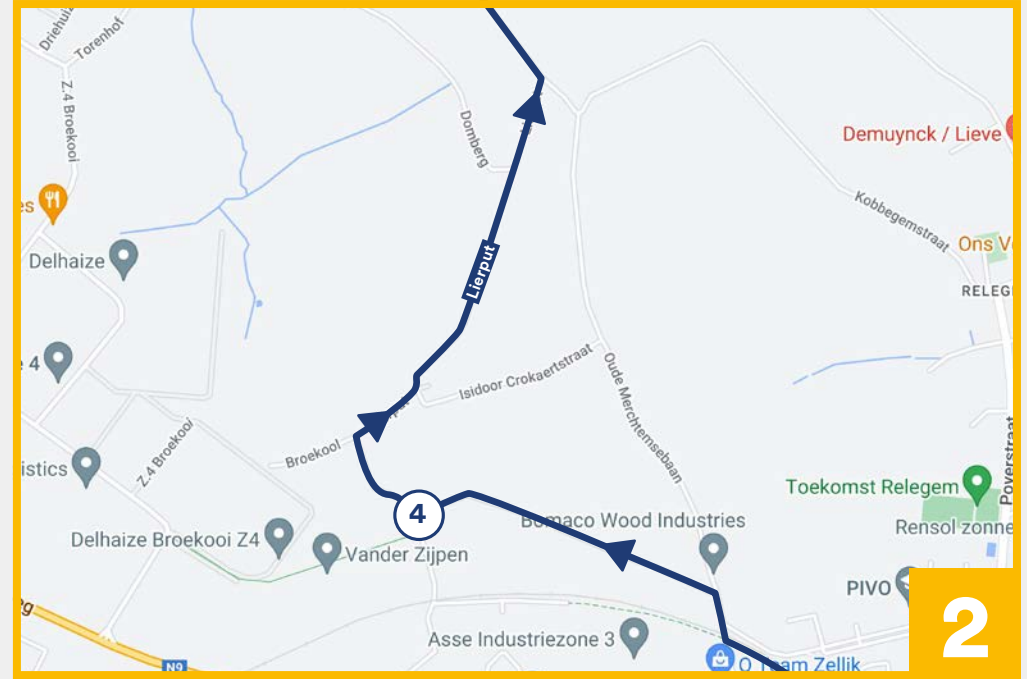 Torenhof
Z.4 Broekooi
Domberg
Demuynck / Lieve
Kobbegemstraat
Delhaize
Ons
RELEG
Lierput
4
Isidoor Crokaertstraat
Oude Merchtemsebaan
Broekooi
Z.4 Broekooi
istics
Toekomst Relegem
Poverstraat
4
Bomaco Wood Industries
Rensol zonne
Delhaize Broekooi Z4
Vander Zijpen
PIVO
2
Asse Industriezone 3
N9
O Team Zellik